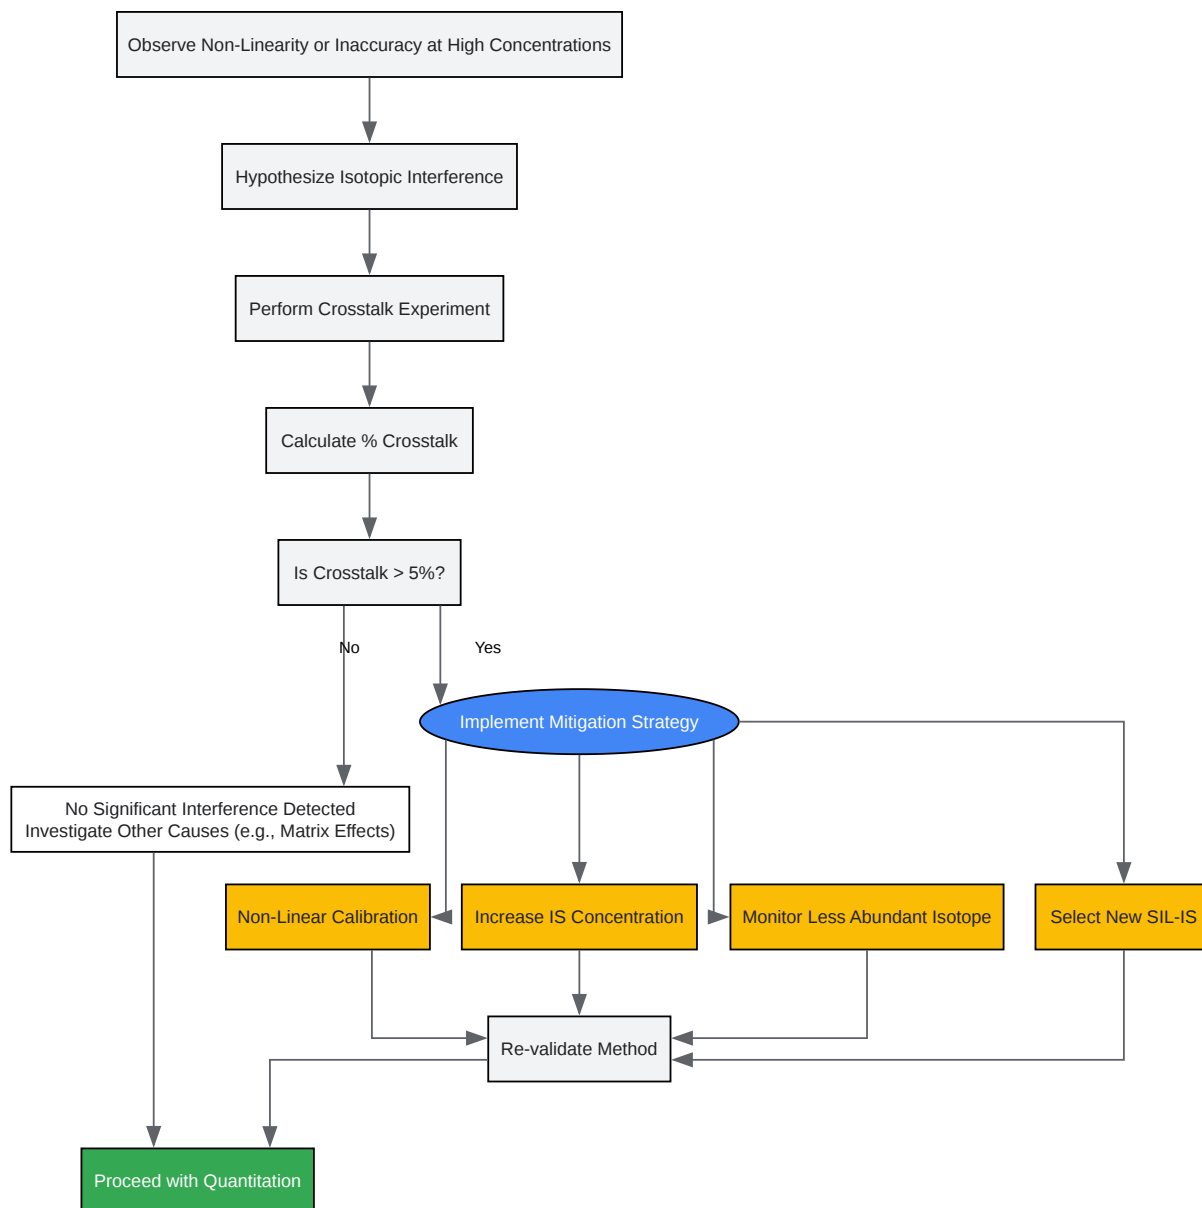 Observe Non-Linearity or Inaccuracy at High Concentrations
Hypothesize Isotopic Interference
Perform Crosstalk Experiment
Calculate % Crosstalk
Is Crosstalk > 5%?
No
Yes
Implement Mitigation Strategy
No Significant Interference Detected
Investigate Other Causes (e.g., Matrix Effects)
Non-Linear Calibration
Increase IS Concentration
Monitor Less Abundant Isotope
Select New SIL-IS
Re-validate Method
Proceed with Quantitation